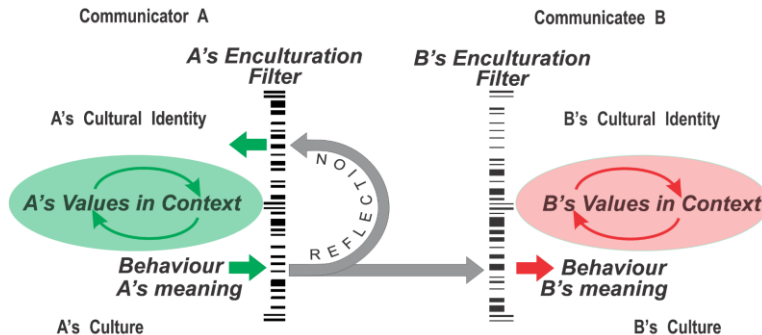 Communicator A
Communicatee B
A's Enculturation
Filter
B's Enculturation
Filter
A's Cultural Identity
B's Cultural Identity
A's Values in Context
B's Values in Context
REFLECTION
Behaviour
A's meaning
Behaviour
B's meaning
A's Culture
B's Culture